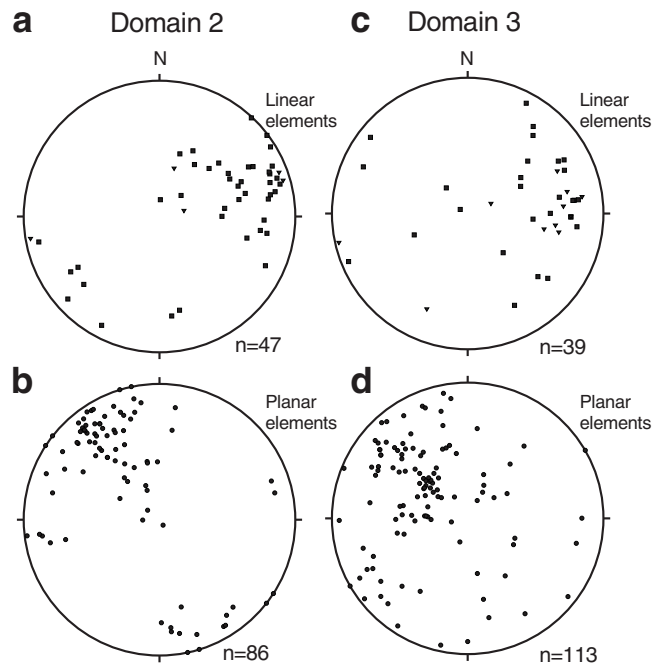 a Domain 2
N
Linear
elements
n=47
c Domain 3
N
Linear
elements
n=39
b
Planar
elements
n=86
d
Planar
elements
n=113